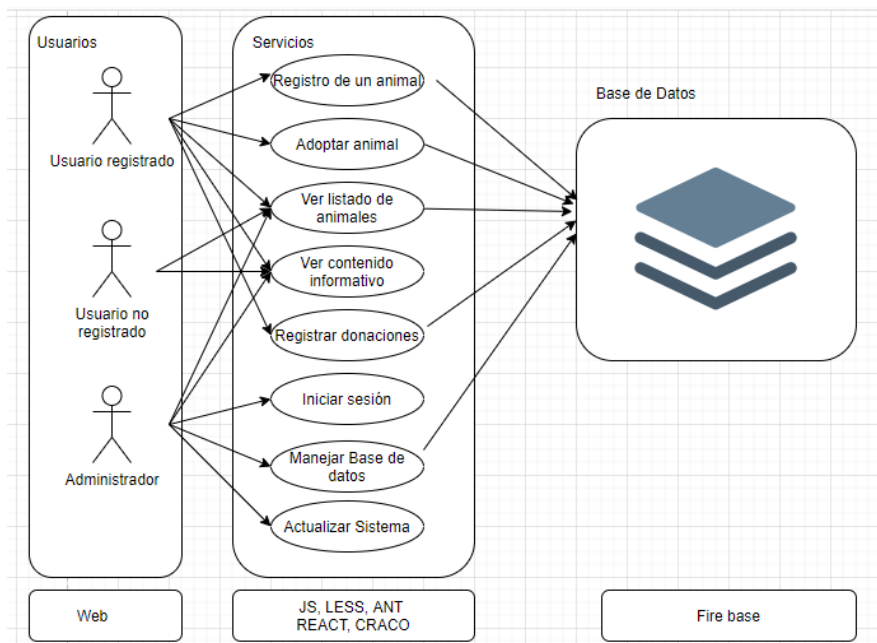 Usuarios
Usuario registrado
Usuario no
registrado
Administrador
Web
Servicios
Registro de un animal
Adoptar animal
Ver listado de
animales
Ver contenido
informativo
Registrar donaciones
Iniciar sesión
Manejar Base de
datos
Actualizar Sistema
JS, LESS, ANT
REACT, CRACO
Base de Datos
Fire base